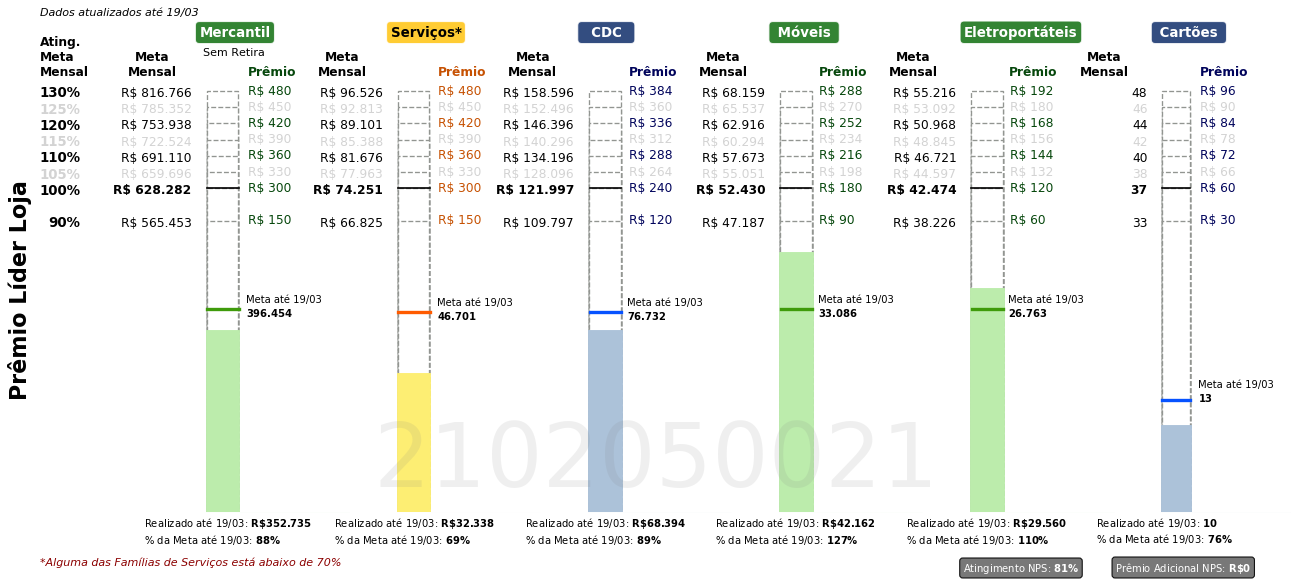 Dados atualizados até 19/03
Mercantil Serviços* CDC Móveis Eletroportáteis Cartões
Sem Retira
Ating. Meta Mensal
Meta Mensal Prêmio Meta Mensal Prêmio Meta Mensal Prêmio Meta Mensal Prêmio Meta Mensal Prêmio Meta Mensal Prêmio
130% R$ 816.766 R$ 480 R$ 96.526 R$ 480 R$ 158.596 R$ 384 R$ 68.159 R$ 288 R$ 55.216 R$ 192 48 R$ 96
125% R$ 785.352 R$ 450 R$ 92.813 R$ 450 R$ 152.496 R$ 360 R$ 65.537 R$ 270 R$ 53.092 R$ 180 46 R$ 90
120% R$ 753.938 R$ 420 R$ 89.101 R$ 420 R$ 146.396 R$ 336 R$ 62.916 R$ 252 R$ 50.968 R$ 168 44 R$ 84
115% R$ 722.524 R$ 390 R$ 85.388 R$ 390 R$ 140.296 R$ 312 R$ 60.294 R$ 234 R$ 48.845 R$ 156 42 R$ 78
110% R$ 691.110 R$ 360 R$ 81.676 R$ 360 R$ 134.196 R$ 288 R$ 57.673 R$ 216 R$ 46.721 R$ 144 40 R$ 72
105% R$ 659.696 R$ 330 R$ 77.963 R$ 330 R$ 128.096 R$ 264 R$ 55.051 R$ 198 R$ 44.597 R$ 132 38 R$ 66
100% R$ 628.282 R$ 300 R$ 74.251 R$ 300 R$ 121.997 R$ 240 R$ 52.430 R$ 180 R$ 42.474 R$ 120 37 R$ 60
90% R$ 565.453 R$ 150 R$ 66.825 R$ 150 R$ 109.797 R$ 120 R$ 47.187 R$ 90 R$ 38.226 R$ 60 33 R$ 30
Prêmio Líder Loja
Meta até 19/03 Meta até 19/03 Meta até 19/03 Meta até 19/03 Meta até 19/03
396.454 46.701 76.732 33.086 26.763
Meta até 19/03
13
2102050021
Realizado até 19/03: R$352.735 Realizado até 19/03: R$32.338 Realizado até 19/03: R$68.394 Realizado até 19/03: R$42.162 Realizado até 19/03: R$29.560 Realizado até 19/03: 10
% da Meta até 19/03: 88% % da Meta até 19/03: 69% % da Meta até 19/03: 89% % da Meta até 19/03: 127% % da Meta até 19/03: 110% % da Meta até 19/03: 76%
*Alguma das Famílias de Serviços está abaixo de 70%
Atingimento NPS: 81% Prêmio Adicional NPS: R$0